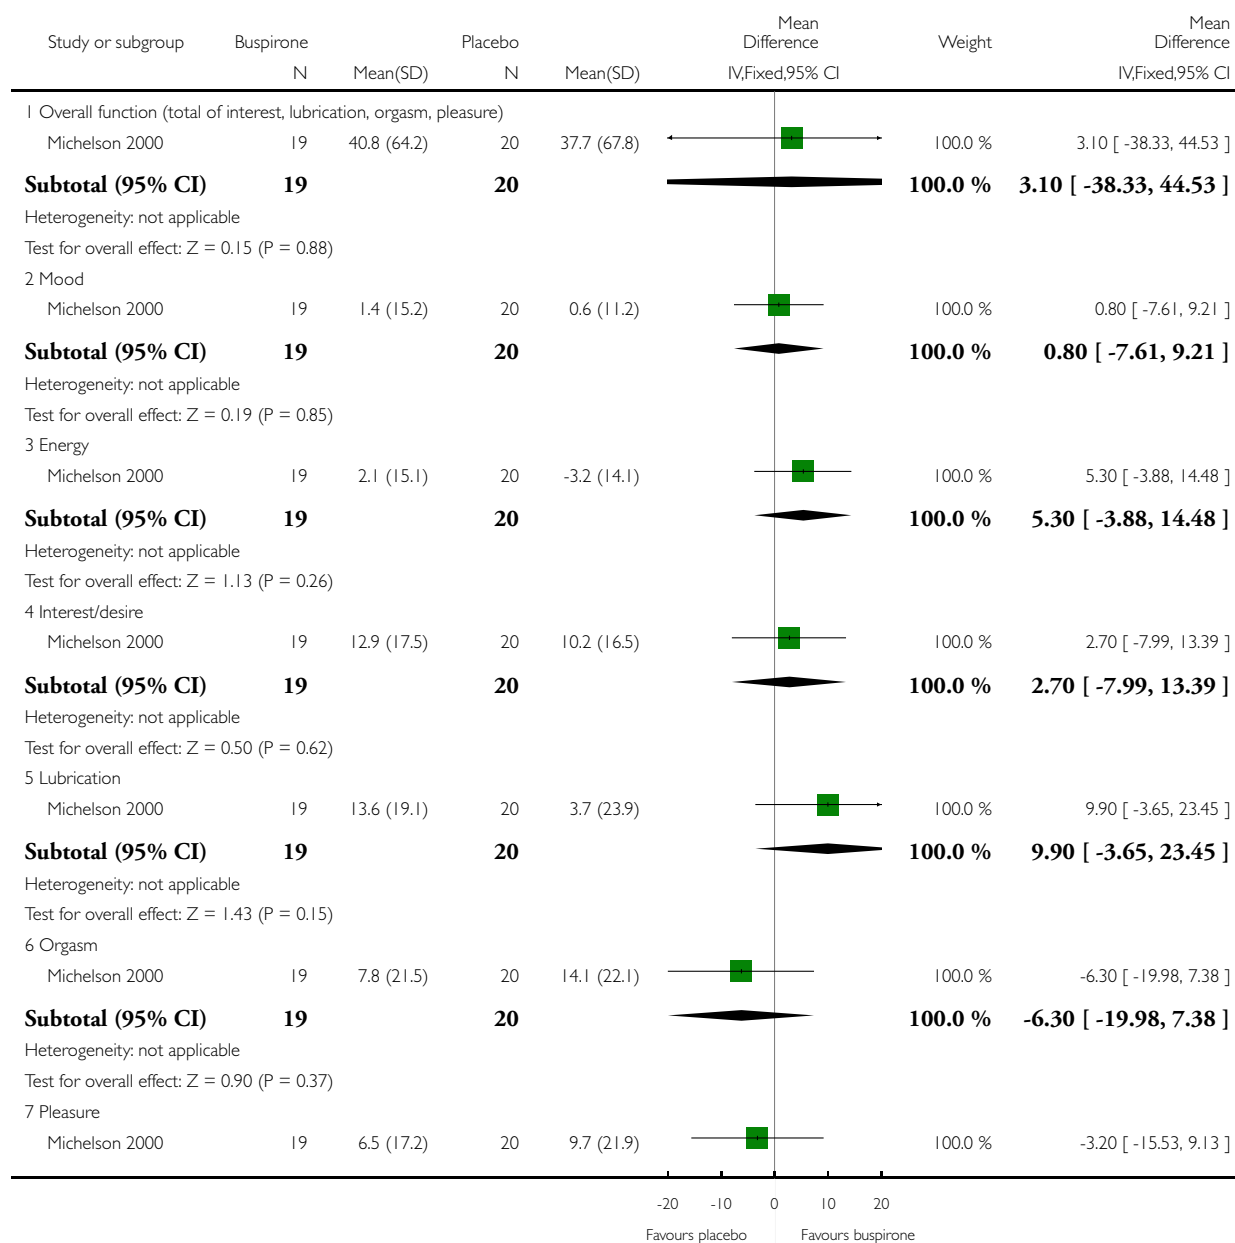 Study or subgroup Buspirone Placebo Mean Difference Weight Mean Difference
N Mean(SD) N Mean(SD) IV,Fixed,95% CI IV,Fixed,95% CI
1 Overall function (total of interest, lubrication, orgasm, pleasure)
Michelson 2000 19 40.8 (64.2) 20 37.7 (67.8) 100.0 % 3.10 [ -38.33, 44.53 ]
Subtotal (95% CI) 19 20 100.0 % 3.10 [ -38.33, 44.53 ]
Heterogeneity: not applicable
Test for overall effect: Z = 0.15 (P = 0.88)
2 Mood
Michelson 2000 19 1.4 (15.2) 20 0.6 (11.2) 100.0 % 0.80 [ -7.61, 9.21 ]
Subtotal (95% CI) 19 20 100.0 % 0.80 [ -7.61, 9.21 ]
Heterogeneity: not applicable
Test for overall effect: Z = 0.19 (P = 0.85)
3 Energy
Michelson 2000 19 2.1 (15.1) 20 -3.2 (14.1) 100.0 % 5.30 [ -3.88, 14.48 ]
Subtotal (95% CI) 19 20 100.0 % 5.30 [ -3.88, 14.48 ]
Heterogeneity: not applicable
Test for overall effect: Z = 1.13 (P = 0.26)
4 Interest/desire
Michelson 2000 19 12.9 (17.5) 20 10.2 (16.5) 100.0 % 2.70 [ -7.99, 13.39 ]
Subtotal (95% CI) 19 20 100.0 % 2.70 [ -7.99, 13.39 ]
Heterogeneity: not applicable
Test for overall effect: Z = 0.50 (P = 0.62)
5 Lubrication
Michelson 2000 19 13.6 (19.1) 20 3.7 (23.9) 100.0 % 9.90 [ -3.65, 23.45 ]
Subtotal (95% CI) 19 20 100.0 % 9.90 [ -3.65, 23.45 ]
Heterogeneity: not applicable
Test for overall effect: Z = 1.43 (P = 0.15)
6 Orgasm
Michelson 2000 19 7.8 (21.5) 20 14.1 (22.1) 100.0 % -6.30 [ -19.98, 7.38 ]
Subtotal (95% CI) 19 20 100.0 % -6.30 [ -19.98, 7.38 ]
Heterogeneity: not applicable
Test for overall effect: Z = 0.90 (P = 0.37)
7 Pleasure
Michelson 2000 19 6.5 (17.2) 20 9.7 (21.9) 100.0 % -3.20 [ -15.53, 9.13 ]
-20 -10 0 10 20
Favours placebo Favours buspirone